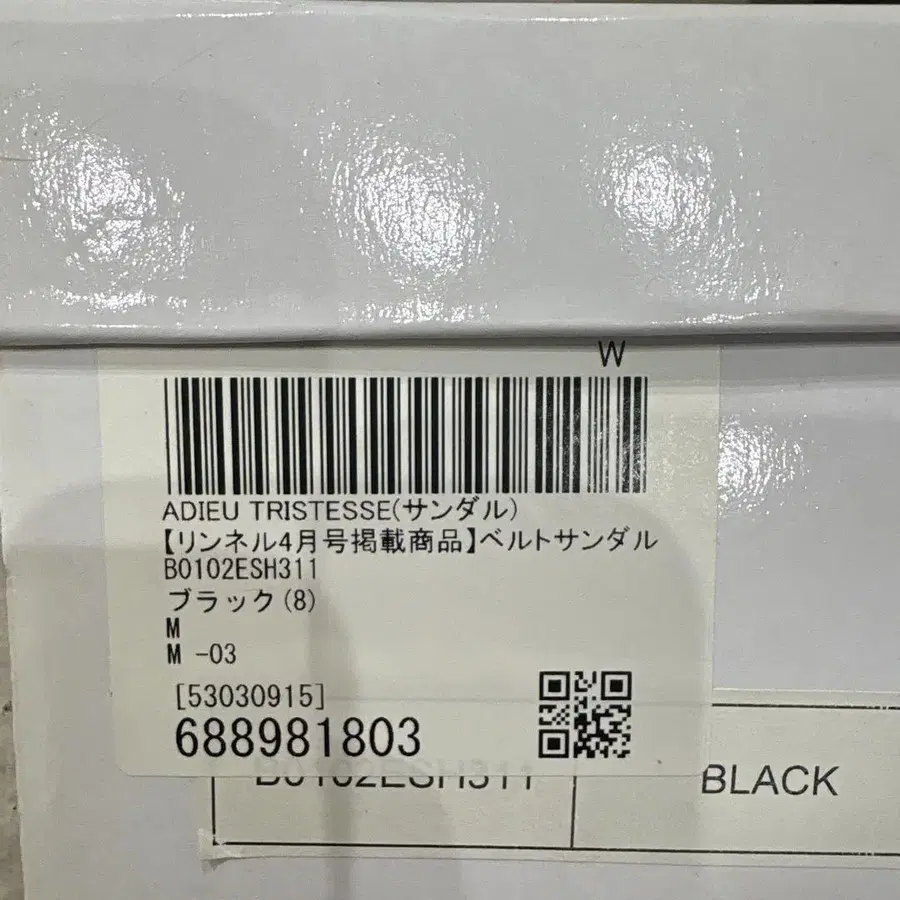 W
ADIEU TRISTESSE(サンダル)
【リンネル4月号掲載商品】ベルトサンダル
B0102ESH311
ブラック(8)
M
M -03
[53030915]
688981803
B0102ESH311
BLACK